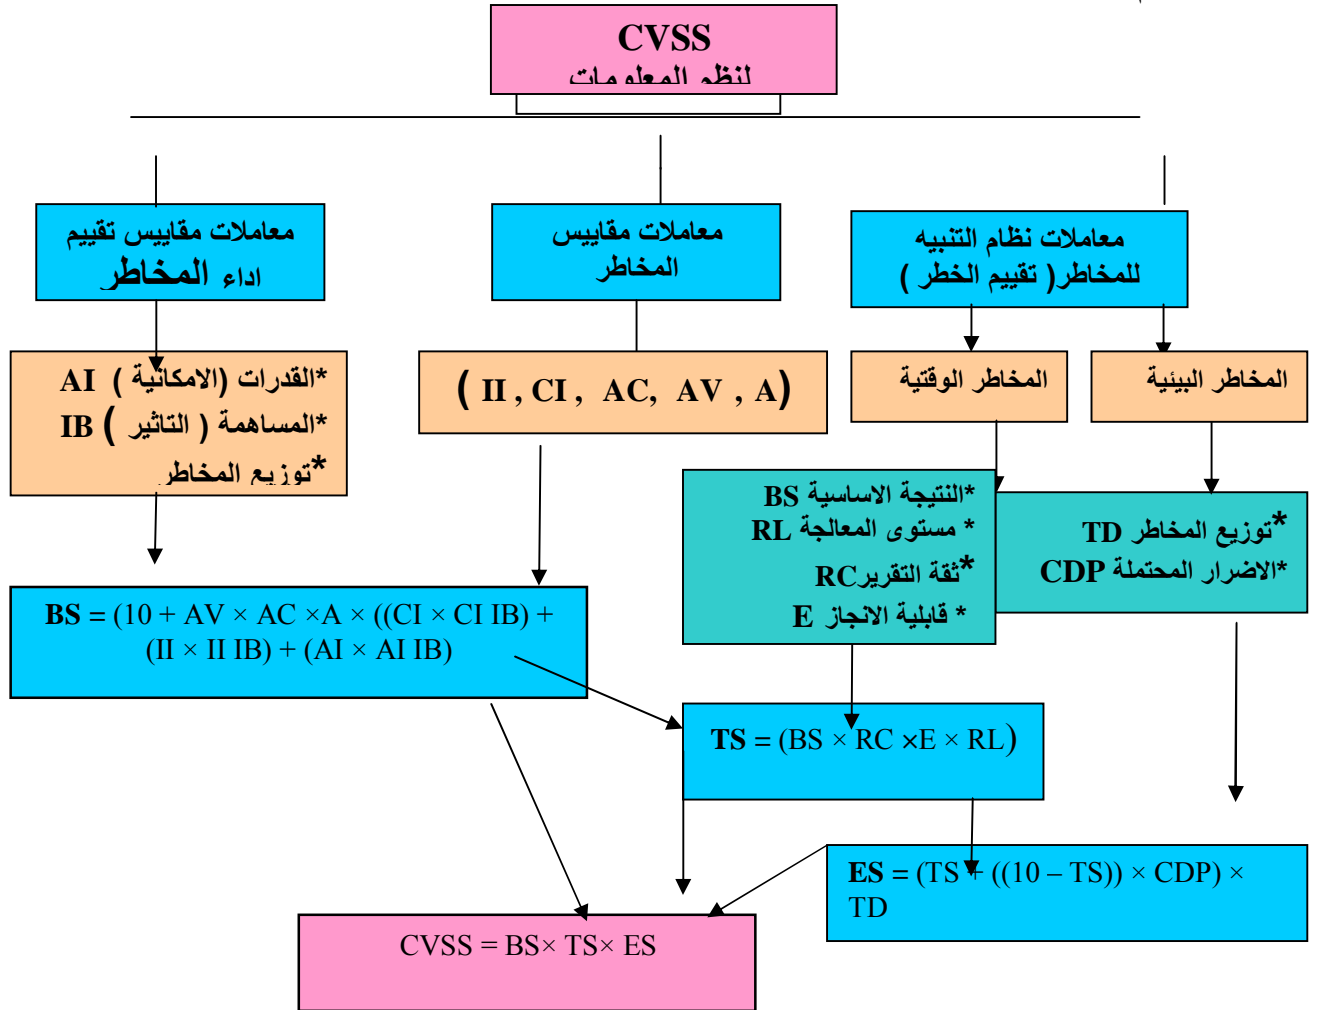 CVSS
لنظم المعلومات
معاملات نظام التنبيه
للمخاطر( تقييم الخطر )
معاملات مقاييس
المخاطر
معاملات مقاييس تقييم
اداء المخاطر
المخاطر البيئية
المخاطر الوقتية
( II , CI , AC, AV , A)
*القدرات (الامكانية ) AI
*المساهمة ( التاثير ) IB
*توزيع المخاطر
*توزيع المخاطر TD
*الاضرار المحتملة CDP
*النتيجة الاساسية BS
* مستوى المعالجة RL
*ثقة التقريرRC
* قابلية الانجاز E
BS = (10 + AV × AC ×A × ((CI × CI IB) +
(II × II IB) + (AI × AI IB)
TS = (BS × RC ×E × RL)
ES = (TS + ((10 – TS)) × CDP) ×
TD
CVSS = BS× TS× ES